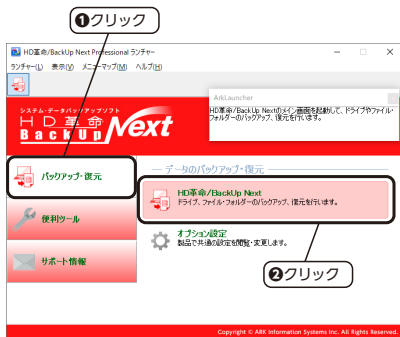 ❶クリック
HD革命/BackUp Next Professional ランチャー
ランチャー(L) 表示(V) メニューマップ(M) ヘルプ(H)
ArkLauncher
HD革命/BackUp Nextのメイン画面を起動して、ドライブやファイル・
フォルダーのバックアップ、復元を行います。
システム・データバックアップソフト
HD革命
BackUp Next
バックアップ・復元
便利ツール
サポート情報
データのバックアップ・復元
HD革命/BackUp Next
ドライブ、ファイル・フォルダーのバックアップ、復元を行います。
オプション設定
製品で共通の設定を閲覧・変更します。
❷クリック
Copyright © ARK Information Systems Inc. All Rights Reserved.